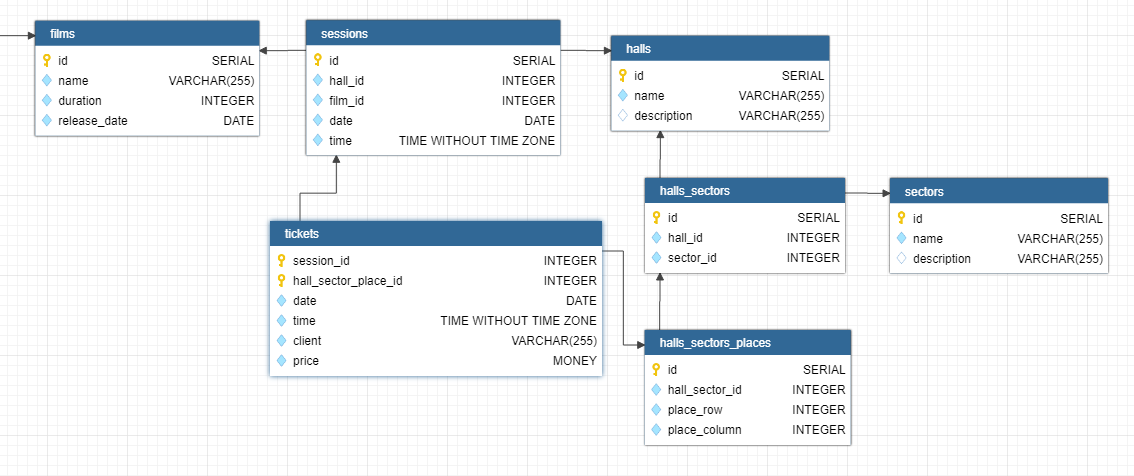 films
id SERIAL
name VARCHAR(255)
duration INTEGER
release_date DATE
sessions
id SERIAL
hall_id INTEGER
film_id INTEGER
date DATE
time TIME WITHOUT TIME ZONE
halls
id SERIAL
name VARCHAR(255)
description VARCHAR(255)
halls_sectors
id SERIAL
hall_id INTEGER
sector_id INTEGER
sectors
id SERIAL
name VARCHAR(255)
description VARCHAR(255)
tickets
session_id INTEGER
hall_sector_place_id INTEGER
date DATE
time TIME WITHOUT TIME ZONE
client VARCHAR(255)
price MONEY
halls_sectors_places
id SERIAL
hall_sector_id INTEGER
place_row INTEGER
place_column INTEGER